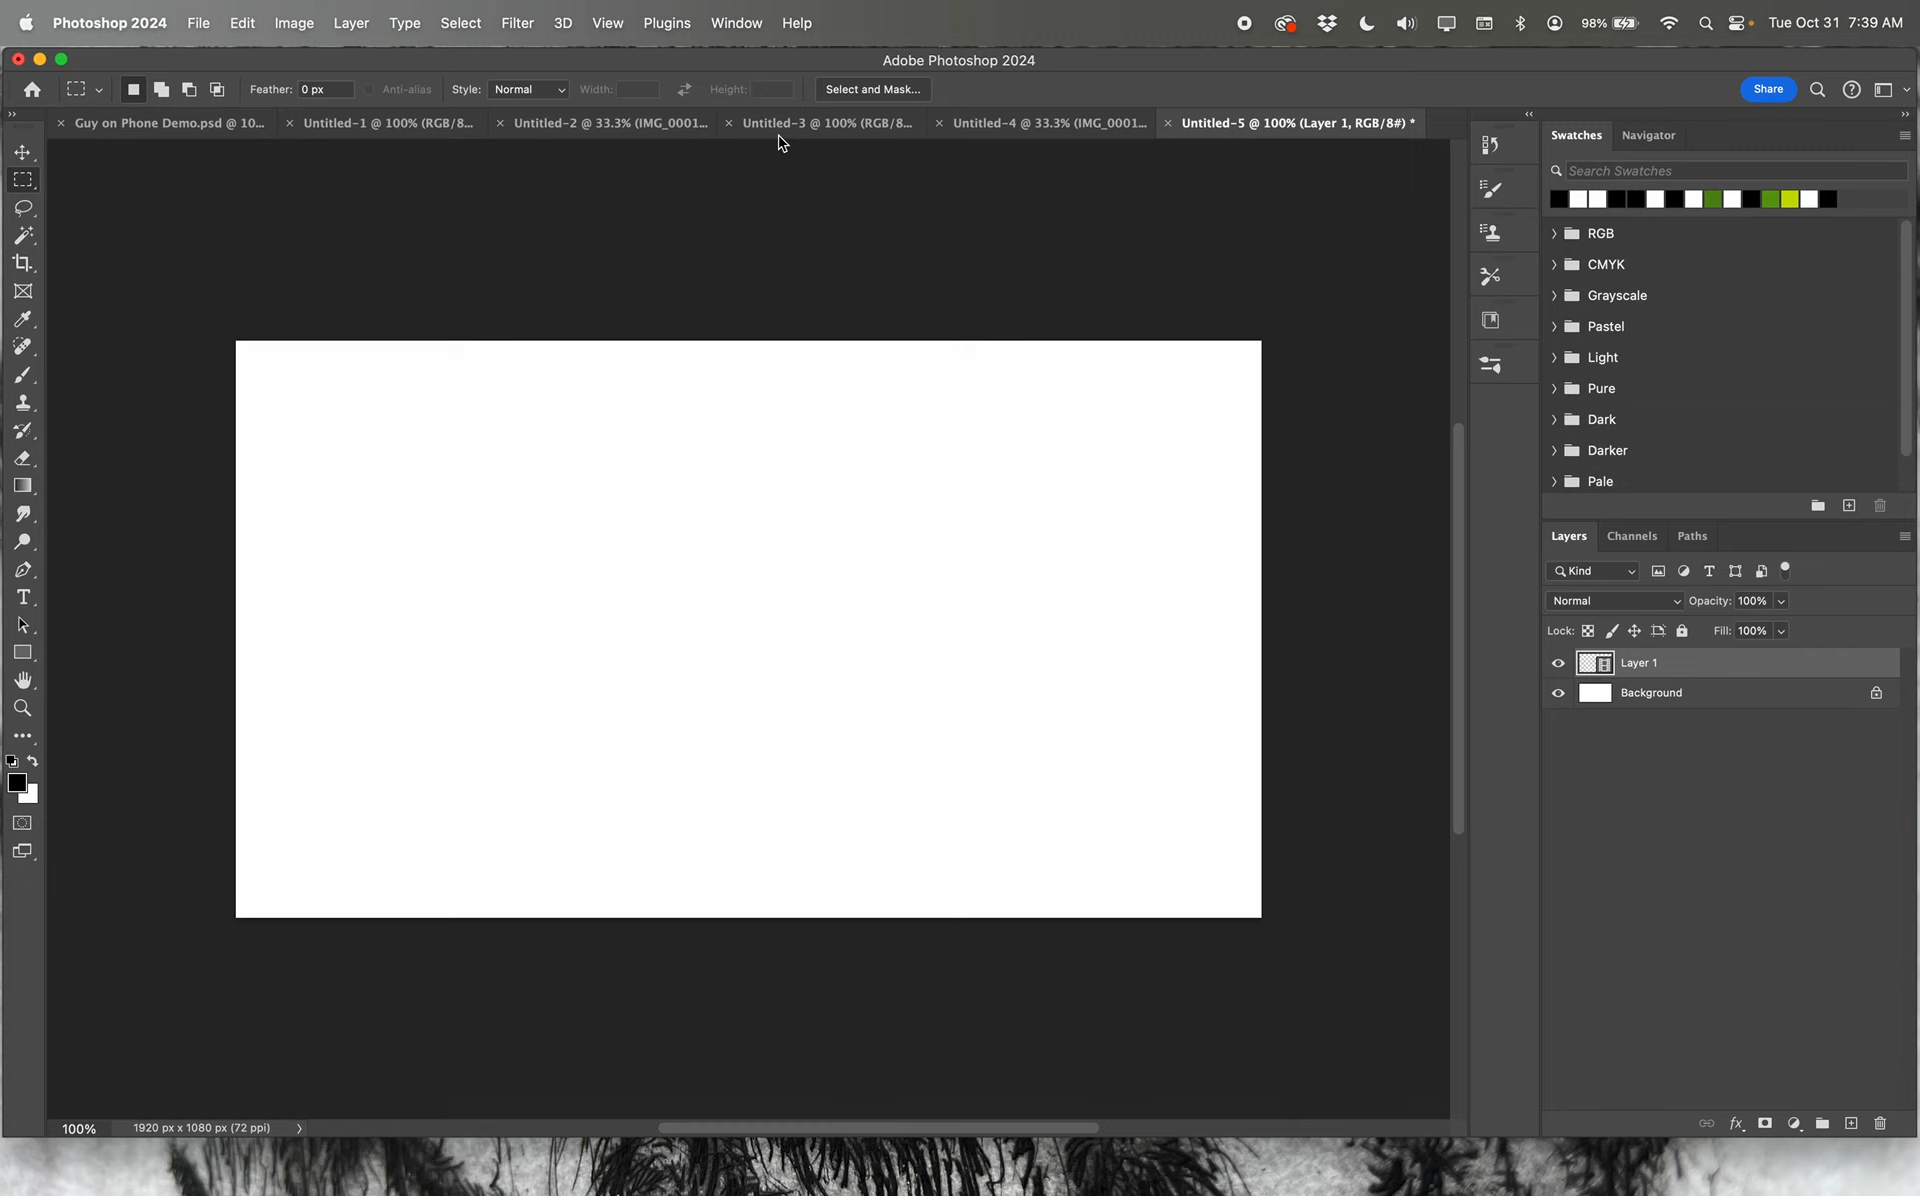 Photoshop 2024 File Edit Image Layer Type Select Filter 3D View Plugins Window Help 98% Tue Oct 31 7:39 AM
Adobe Photoshop 2024
Feather: 0 px Anti-alias Style: Normal Width: Height: Select and Mask... Share
Guy on Phone Demo.psd @ 10... Untitled-1 @ 100% (RGB/8... Untitled-2 @ 33.3% (IMG_0001... Untitled-3 @ 100% (RGB/8... Untitled-4 @ 33.3% (IMG_0001... Untitled-5 @ 100% (Layer 1, RGB/8#) *
Swatches Navigator
Search Swatches
RGB
CMYK
Grayscale
Pastel
Light
Pure
Dark
Darker
Pale
Layers Channels Paths
Kind
Normal Opacity: 100%
Lock: Fill: 100%
Layer 1
Background
100% 1920 px x 1080 px (72 ppi)